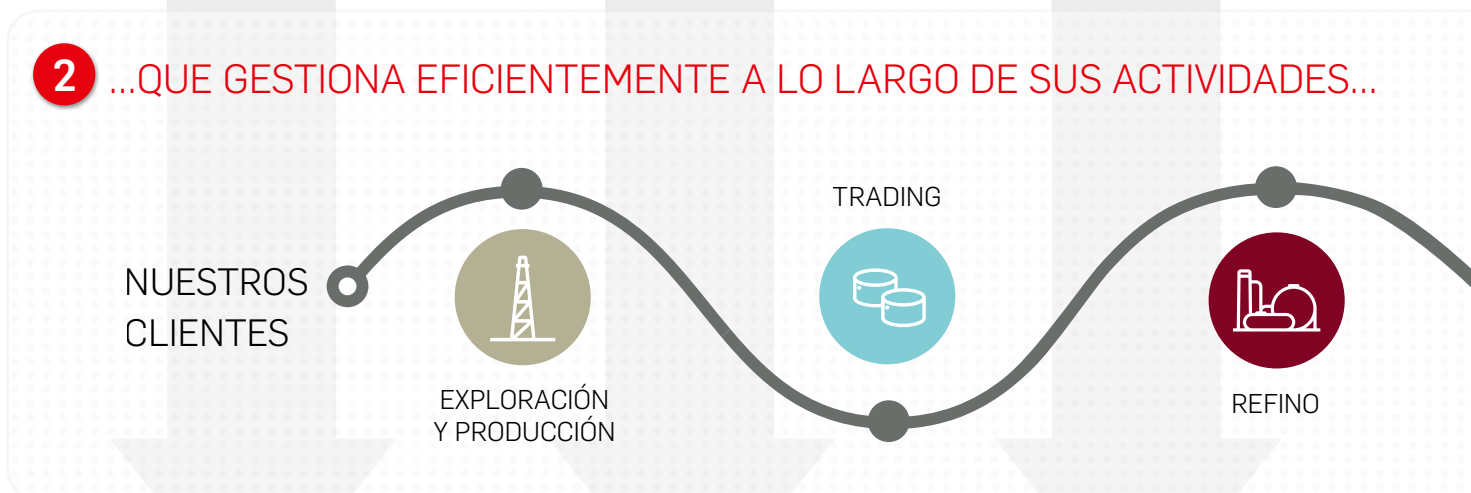 2 ...QUE GESTIONA EFICIENTEMENTE A LO LARGO DE SUS ACTIVIDADES...
NUESTROS
CLIENTES
EXPLORACIÓN
Y PRODUCCIÓN
TRADING
REFINO